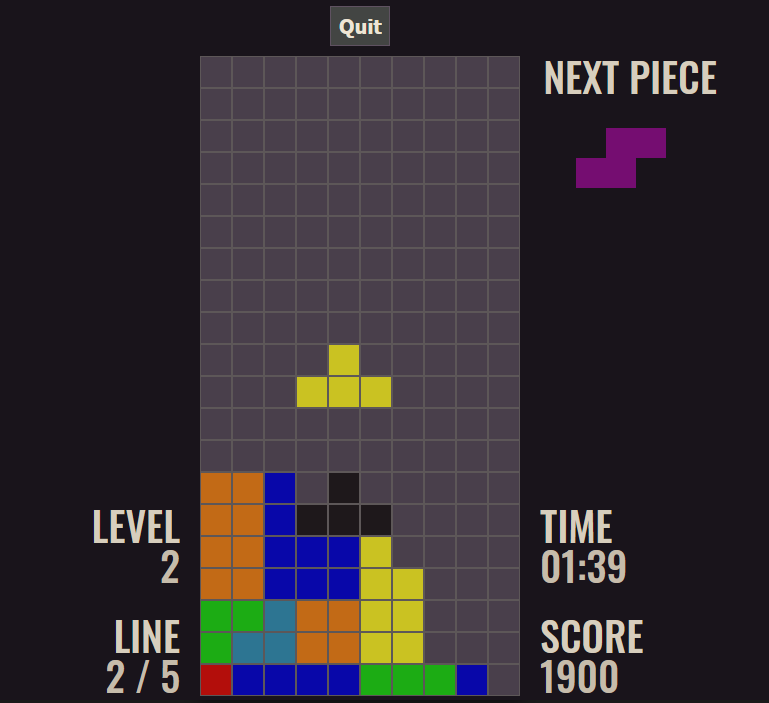 Quit
NEXT PIECE
LEVEL
2
LINE
2 / 5
TIME
01:39
SCORE
1900